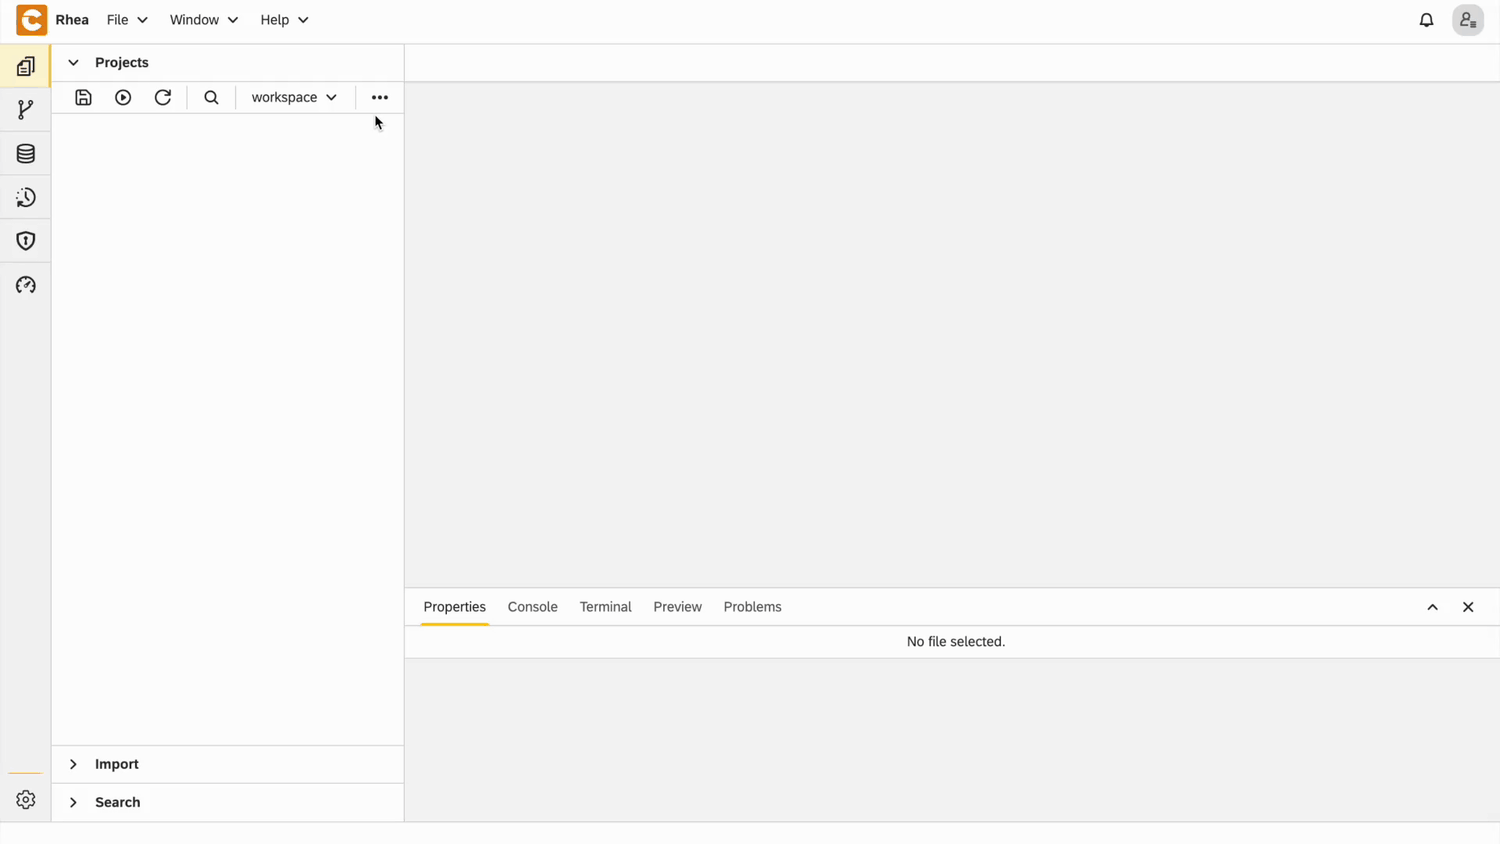 Rhea File Window Help
Projects
workspace
Properties Console Terminal Preview Problems
No file selected.
Import
Search